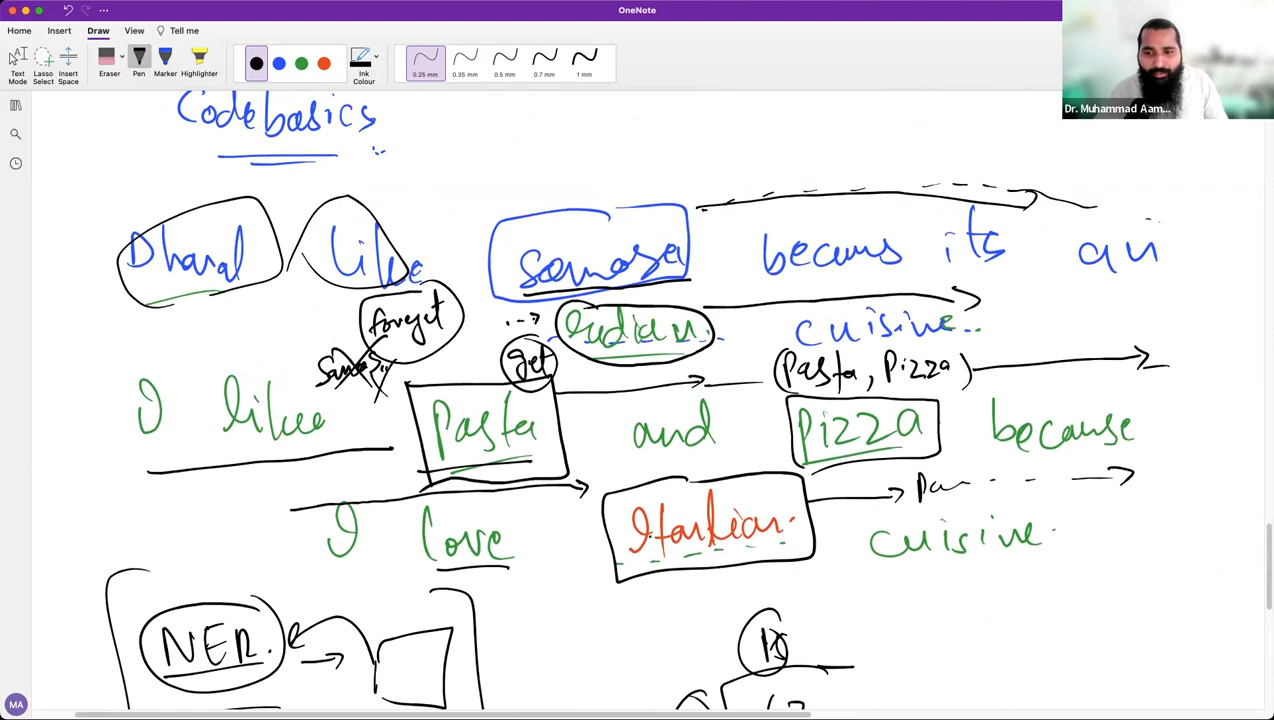 OneNote
Home Insert Draw View Tell me
Text Mode Lasso Select Insert Space Eraser Pen Marker Highlighter 0.25 mm 0.35 mm 0.5 mm 0.7 mm 1 mm Ink Colour
Dr. Muhammad Aam...
Codebasics
Dhaval like samosa becaus its an
forget Indian cuisine..
get (Pasta, Pizza)
I like Pasta and Pizza because
Pa
I love Itarlian. cuisine.
NER.
MA